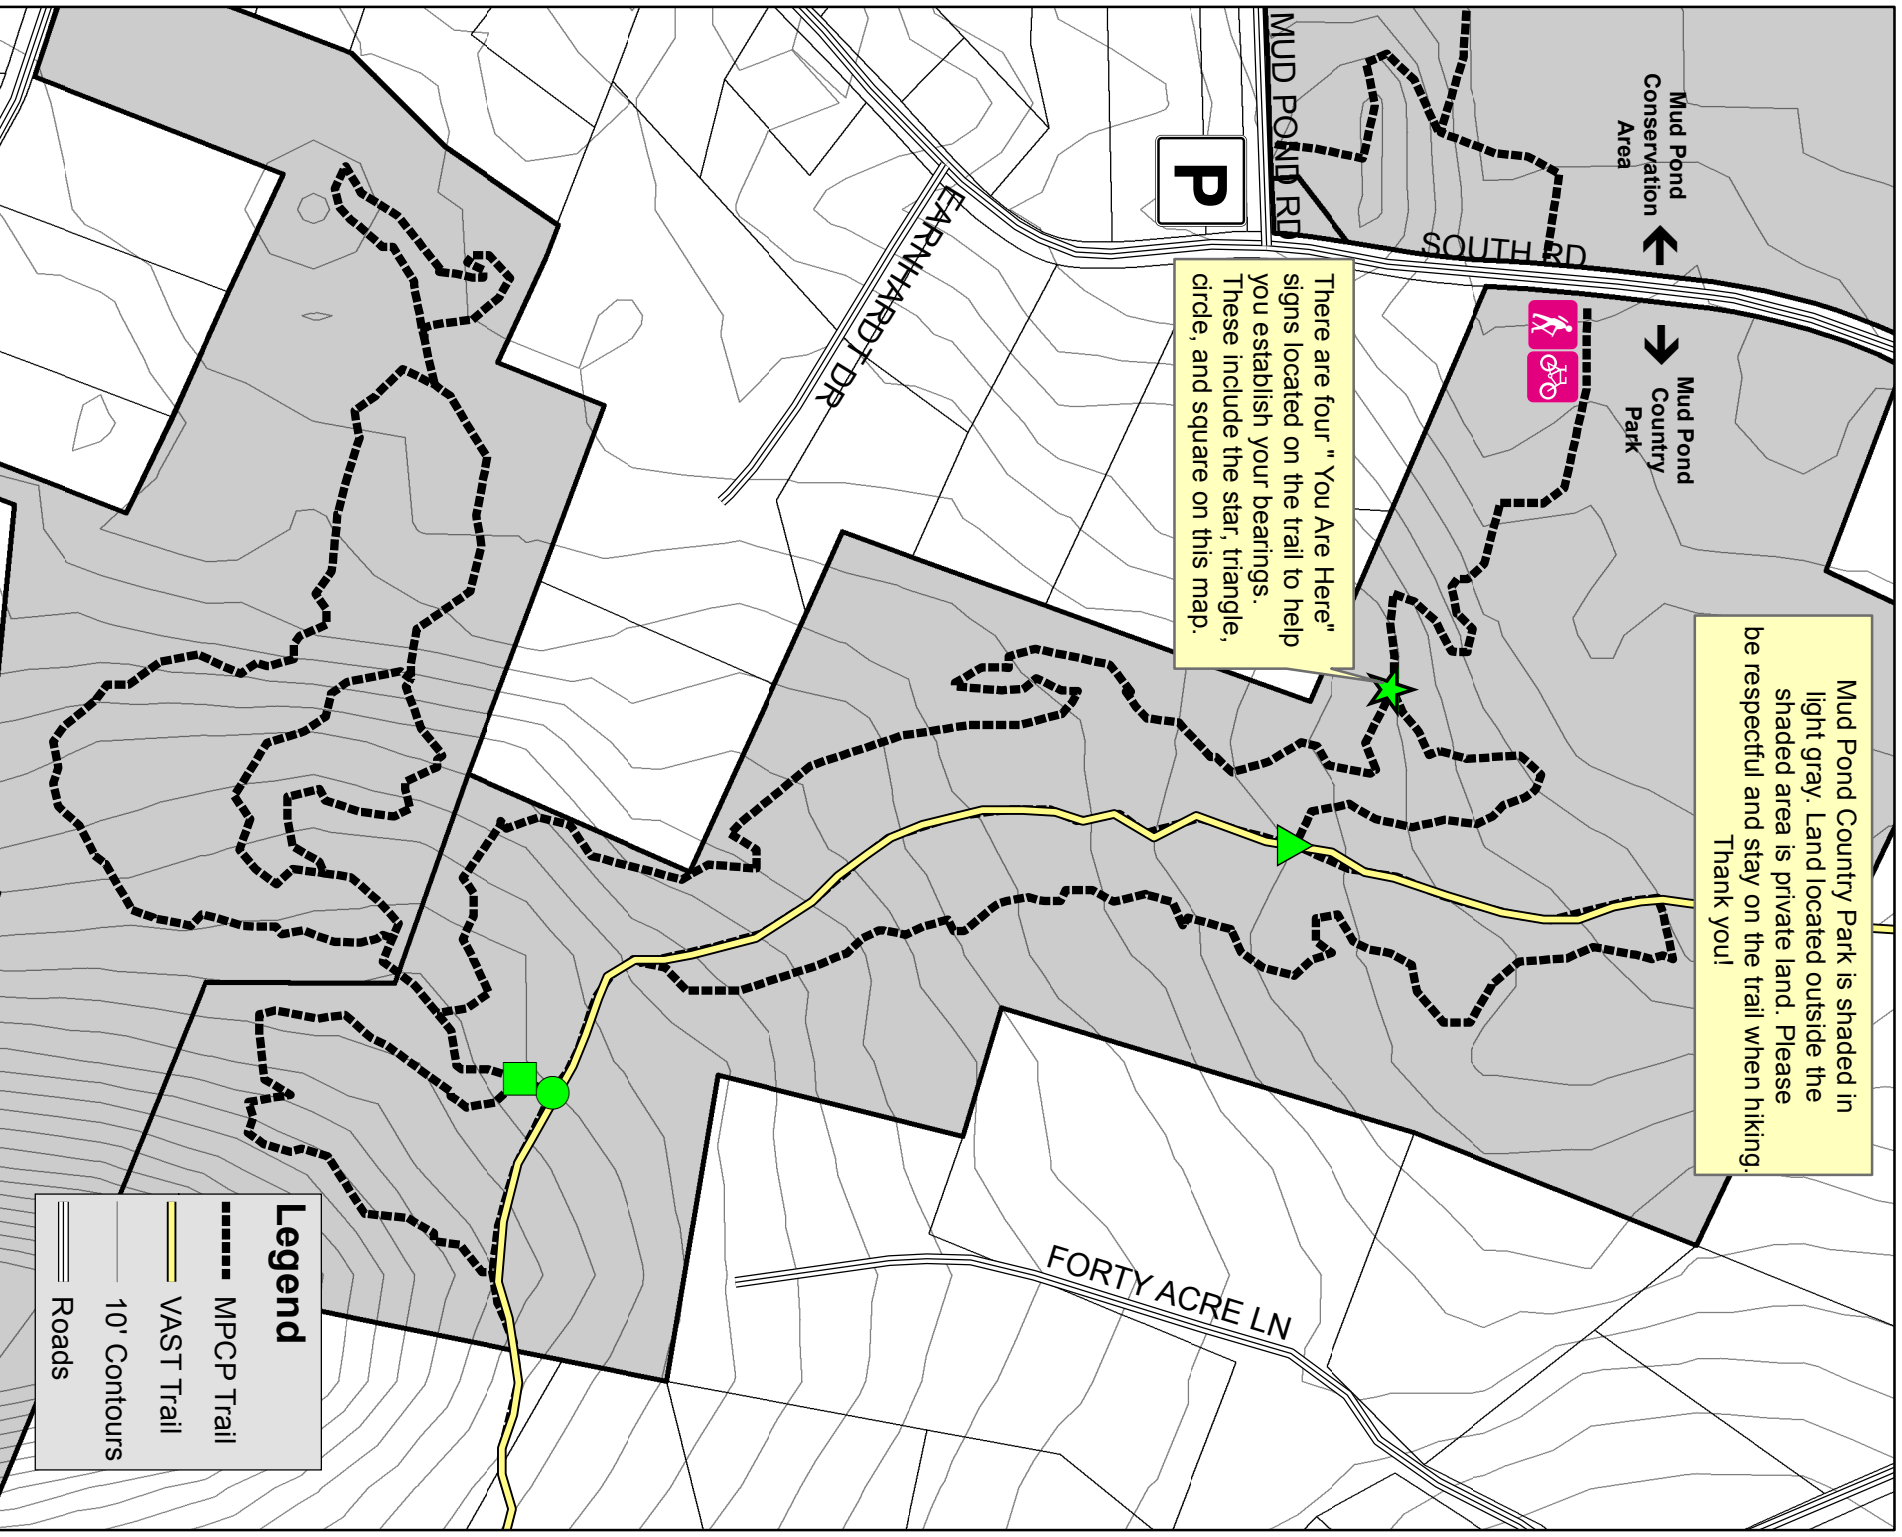 Mud Pond Country Park is shaded in
light gray. Land located outside the
shaded area is private land. Please
be respectful and stay on the trail when hiking.
Thank you!
Mud Pond
Conservation
Area
Mud Pond
Country
Park
SOUTH RD
MUD POND RD
P
There are four " You Are Here"
signs located on the trail to help
you establish your bearings.
These include the star, triangle,
circle, and square on this map.
EARNHARDT DR
FORTY ACRE LN
Legend
MPCP Trail
VAST Trail
10' Contours
Roads